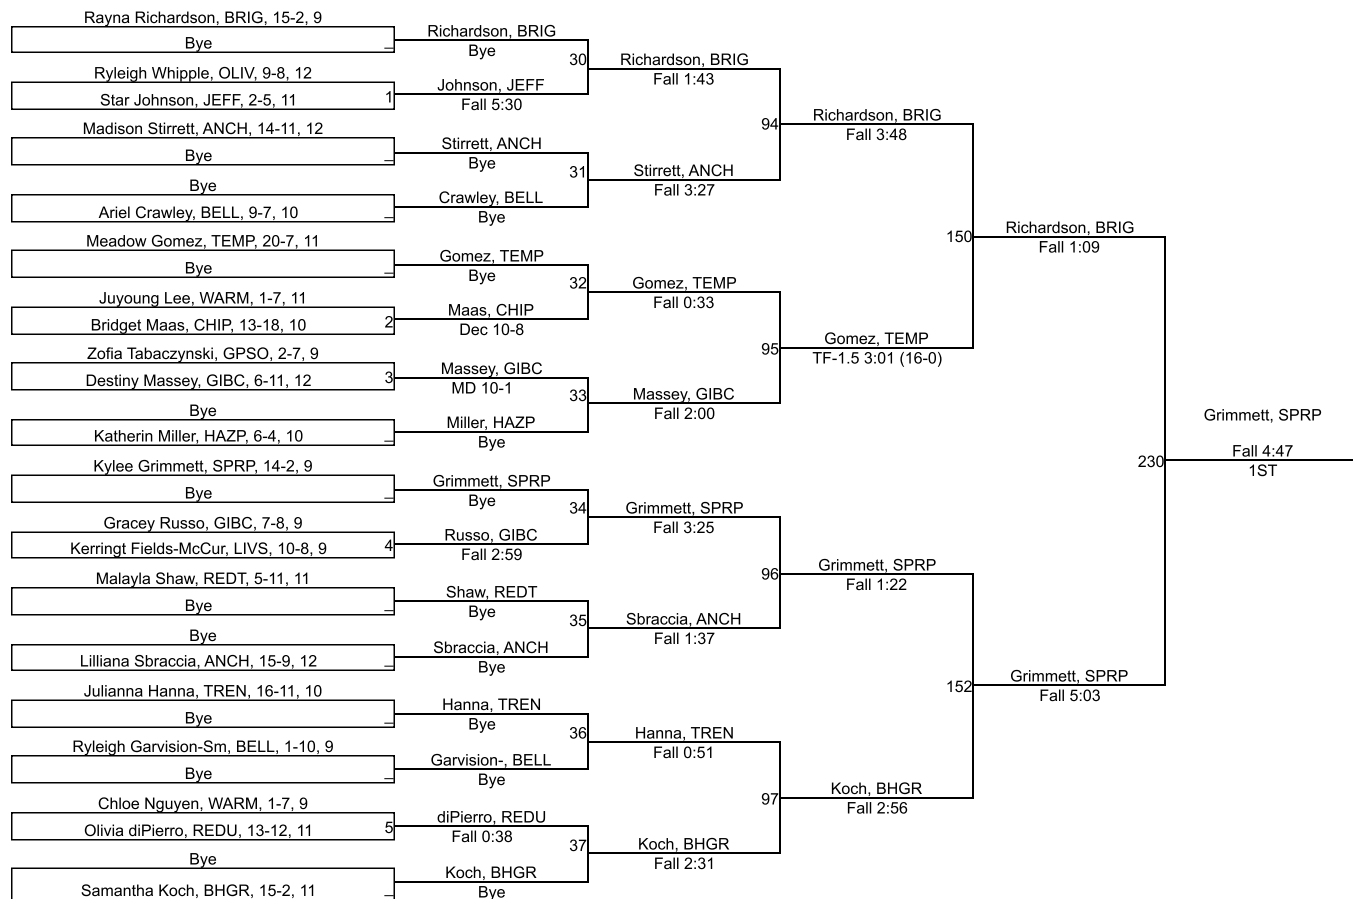 Rayna Richardson, BRIG, 15-2, 9
Bye
Ryleigh Whipple, OLIV, 9-8, 12
Star Johnson, JEFF, 2-5, 11
1
Madison Stirrett, ANCH, 14-11, 12
Bye
Bye
Ariel Crawley, BELL, 9-7, 10
Meadow Gomez, TEMP, 20-7, 11
Bye
Juyoung Lee, WARM, 1-7, 11
Bridget Maas, CHIP, 13-18, 10
2
Zofia Tabaczynski, GPSO, 2-7, 9
Destiny Massey, GIBC, 6-11, 12
3
Bye
Katherin Miller, HAZP, 6-4, 10
Kylee Grimmett, SPRP, 14-2, 9
Bye
Gracey Russo, GIBC, 7-8, 9
Kerringt Fields-McCur, LIVS, 10-8, 9
4
Malayla Shaw, REDT, 5-11, 11
Bye
Bye
Lilliana Sbraccia, ANCH, 15-9, 12
Julianna Hanna, TREN, 16-11, 10
Bye
Ryleigh Garvision-Sm, BELL, 1-10, 9
Bye
Chloe Nguyen, WARM, 1-7, 9
Olivia diPierro, REDU, 13-12, 11
5
Bye
Samantha Koch, BHGR, 15-2, 11
Richardson, BRIG
Bye
30
Johnson, JEFF
Fall 5:30
Stirrett, ANCH
Bye
31
Crawley, BELL
Bye
Gomez, TEMP
Bye
32
Maas, CHIP
Dec 10-8
Massey, GIBC
MD 10-1
33
Miller, HAZP
Bye
Grimmett, SPRP
Bye
34
Russo, GIBC
Fall 2:59
Shaw, REDT
Bye
35
Sbraccia, ANCH
Bye
Hanna, TREN
Bye
36
Garvision-, BELL
Bye
diPierro, REDU
Fall 0:38
37
Koch, BHGR
Bye
Richardson, BRIG
Fall 1:43
94
Stirrett, ANCH
Fall 3:27
Gomez, TEMP
Fall 0:33
95
Massey, GIBC
Fall 2:00
Grimmett, SPRP
Fall 3:25
96
Sbraccia, ANCH
Fall 1:37
Hanna, TREN
Fall 0:51
97
Koch, BHGR
Fall 2:31
Richardson, BRIG
Fall 3:48
150
Gomez, TEMP
TF-1.5 3:01 (16-0)
Grimmett, SPRP
Fall 1:22
152
Koch, BHGR
Fall 2:56
Richardson, BRIG
Fall 1:09
230
Grimmett, SPRP
Fall 5:03
Grimmett, SPRP
Fall 4:47
1ST